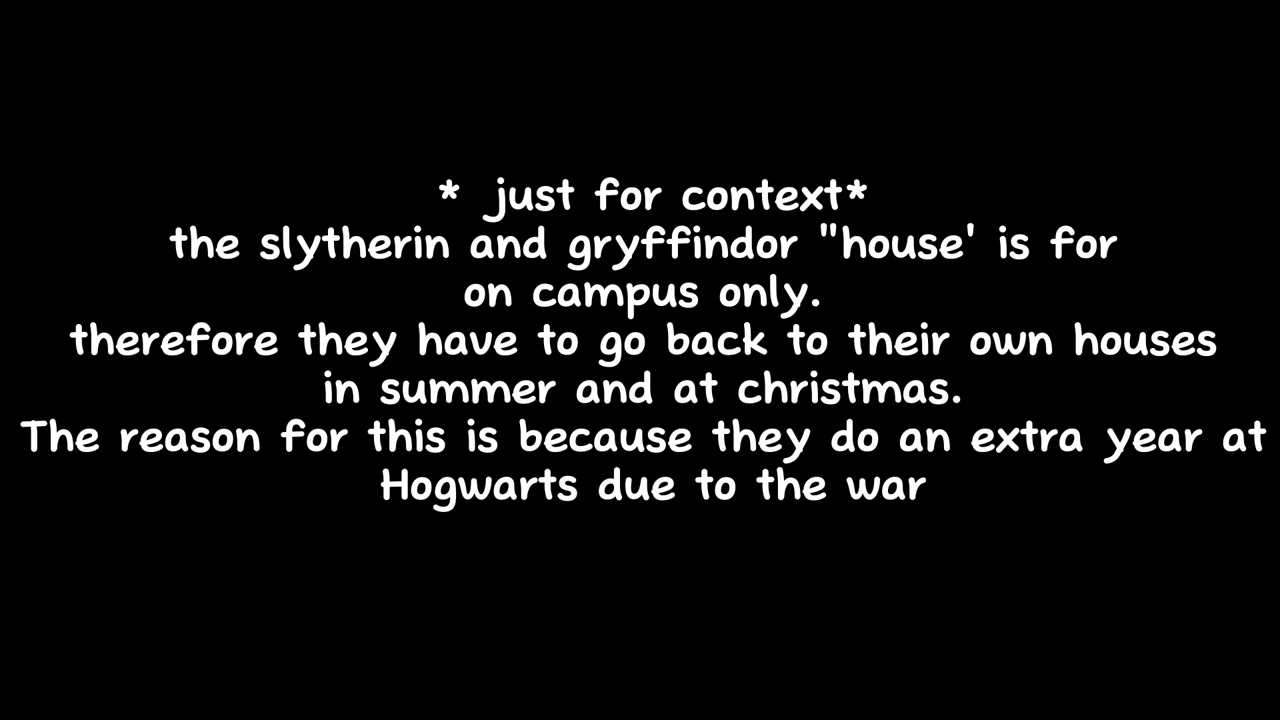 * just for context*
the slytherin and gryffindor "house' is for
on campus only.
therefore they have to go back to their own houses
in summer and at christmas.
The reason for this is because they do an extra year at
Hogwarts due to the war